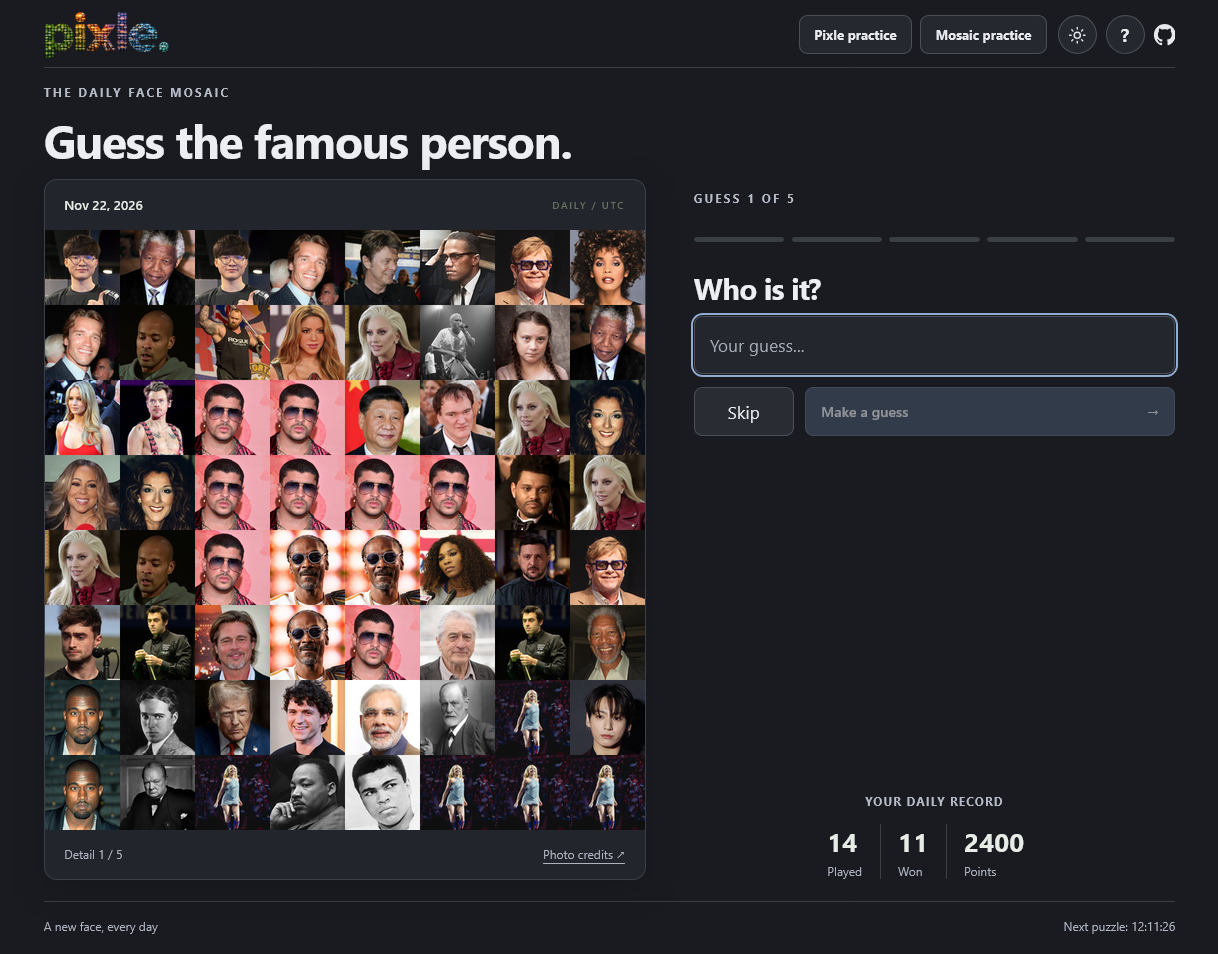 pixle.
Pixle practice
Mosaic practice
?
THE DAILY FACE MOSAIC
Guess the famous person.
Nov 22, 2026
DAILY / UTC
GUESS 1 OF 5
Who is it?
Your guess...
Skip
Make a guess →
ROGUE
Detail 1 / 5
Photo credits ↗
YOUR DAILY RECORD
14
Played
11
Won
2400
Points
A new face, every day
Next puzzle: 12:11:26